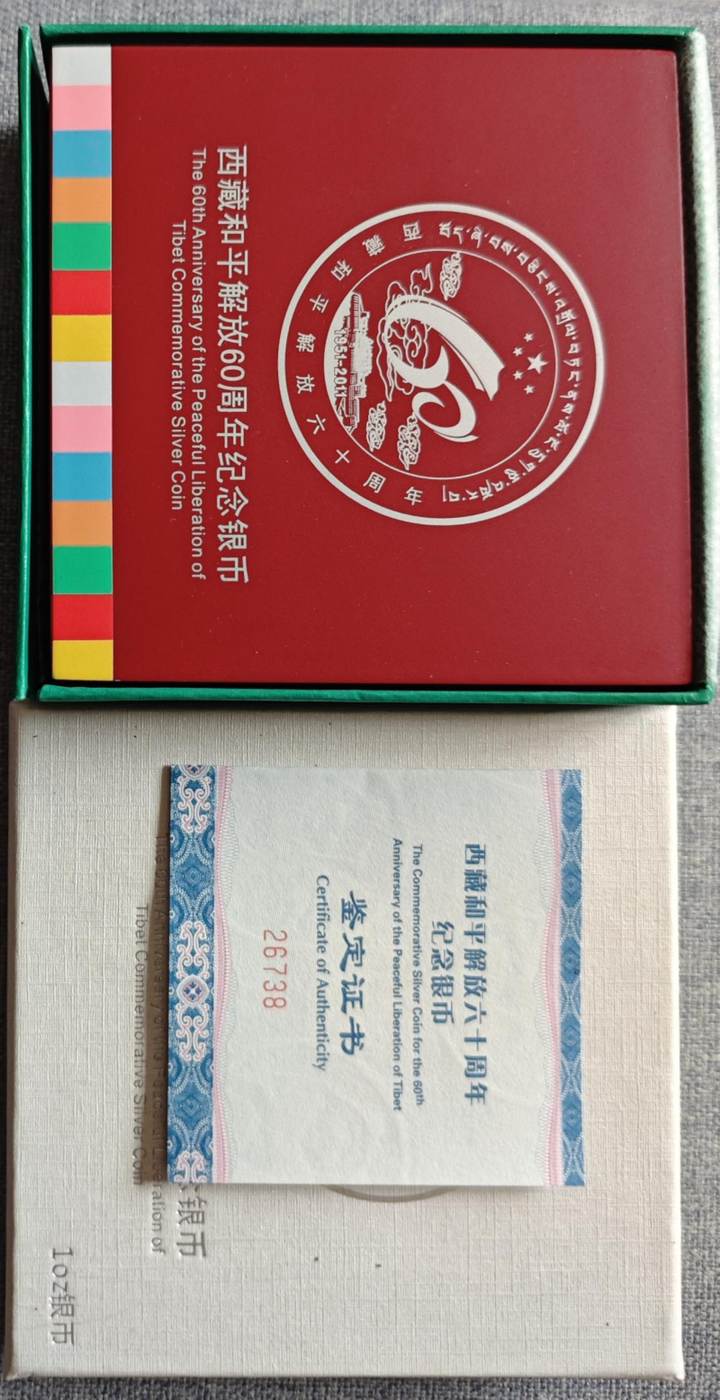 西藏和平解放六十周年
1951-2011
西藏和平解放60周年纪念银币
The 60th Anniversary of the Peaceful Liberation of
Tibet Commemorative Silver Coin
西藏和平解放六十周年
纪念银币
The Commemorative Silver Coin for the 60th
Anniversary of the Peaceful Liberation of Tibet
鉴定证书
Certificate of Authenticity
26738
银币
Tibet Commemorative Silver Coin
1oz银币